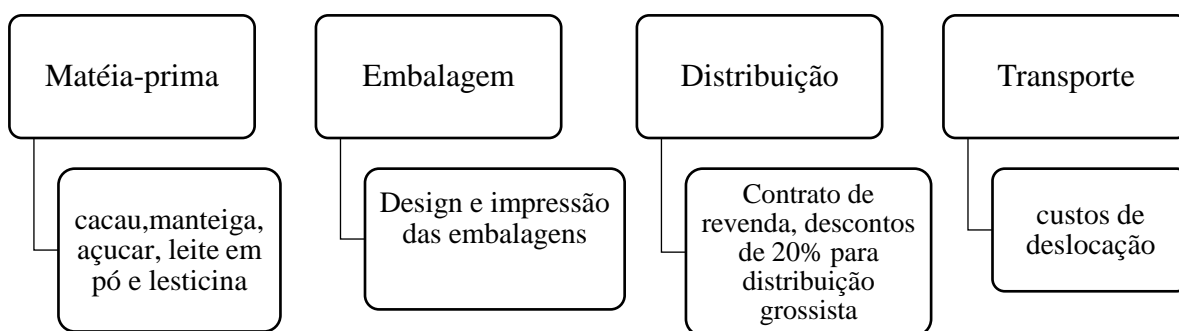 Matéia-prima
cacau,manteiga,
açucar, leite em
pó e lesticina
Embalagem
Design e impressão
das embalagens
Distribuição
Contrato de
revenda, descontos
de 20% para
distribuição
grossista
Transporte
custos de
deslocação